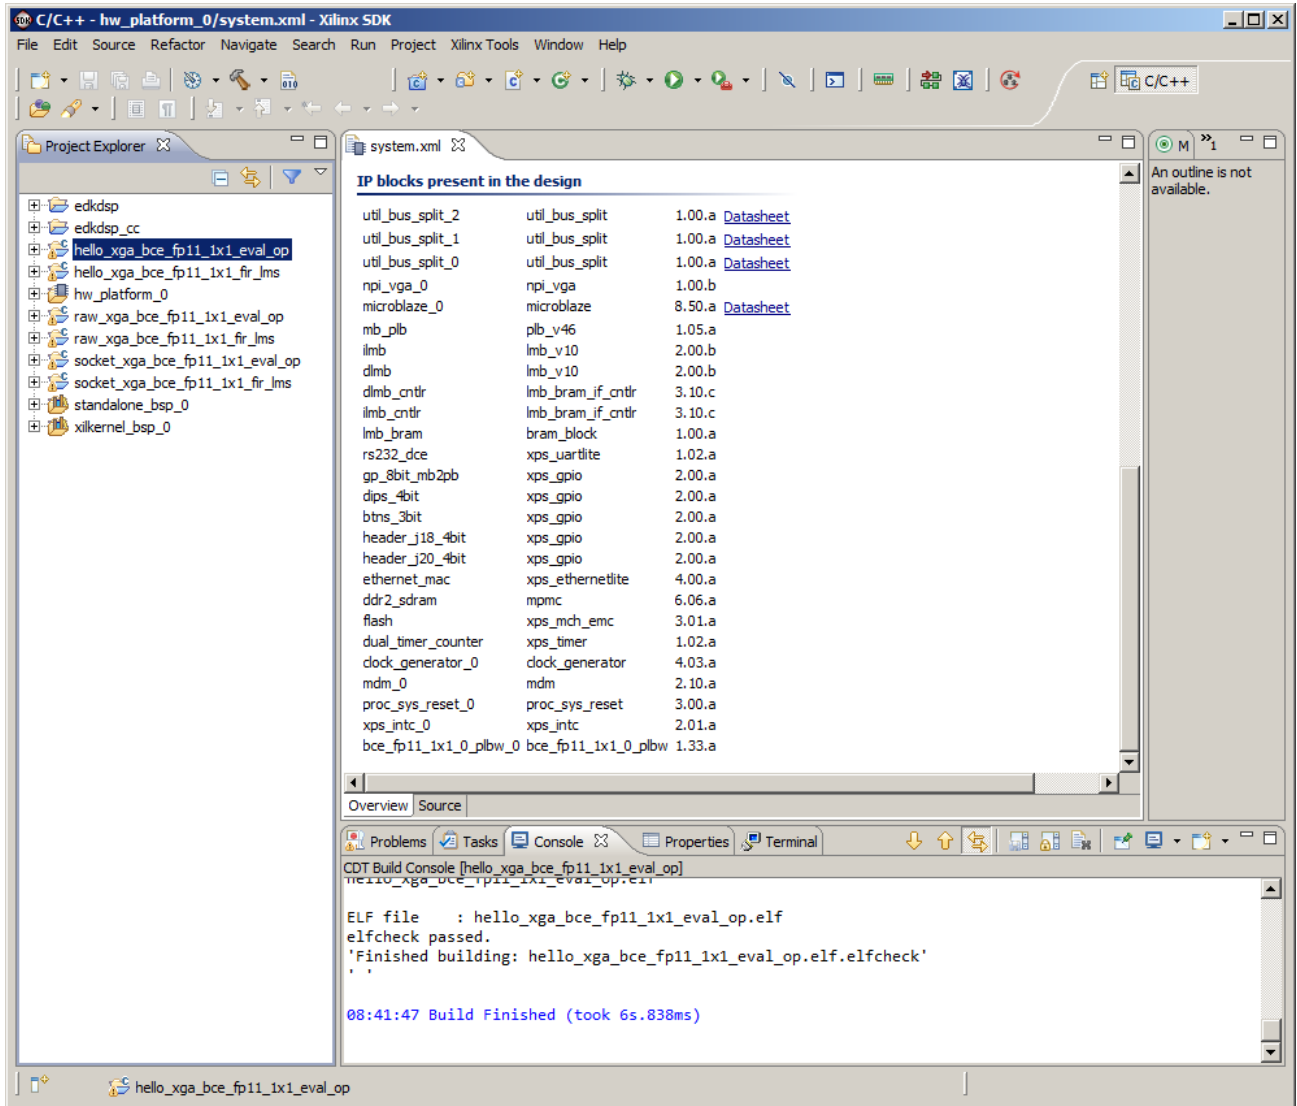 C/C++ - hw_platform_0/system.xml - Xilinx SDK
File Edit Source Refactor Navigate Search Run Project Xilinx Tools Window Help
C/C++
Project Explorer
system.xml
M
1
edkdsp
edkdsp_cc
hello_xga_bce_fp11_1x1_eval_op
hello_xga_bce_fp11_1x1_fir_lms
hw_platform_0
raw_xga_bce_fp11_1x1_eval_op
raw_xga_bce_fp11_1x1_fir_lms
socket_xga_bce_fp11_1x1_eval_op
socket_xga_bce_fp11_1x1_fir_lms
standalone_bsp_0
xilkernel_bsp_0
IP blocks present in the design
util_bus_split_2 util_bus_split 1.00.a Datasheet
util_bus_split_1 util_bus_split 1.00.a Datasheet
util_bus_split_0 util_bus_split 1.00.a Datasheet
npi_vga_0 npi_vga 1.00.b
microblaze_0 microblaze 8.50.a Datasheet
mb_plb plb_v46 1.05.a
ilmb lmb_v10 2.00.b
dlmb lmb_v10 2.00.b
dlmb_cntlr lmb_bram_if_cntlr 3.10.c
ilmb_cntlr lmb_bram_if_cntlr 3.10.c
lmb_bram bram_block 1.00.a
rs232_dce xps_uartlite 1.02.a
gp_8bit_mb2pb xps_gpio 2.00.a
dips_4bit xps_gpio 2.00.a
btns_3bit xps_gpio 2.00.a
header_j18_4bit xps_gpio 2.00.a
header_j20_4bit xps_gpio 2.00.a
ethernet_mac xps_ethernetlite 4.00.a
ddr2_sdram mpmc 6.06.a
flash xps_mch_emc 3.01.a
dual_timer_counter xps_timer 1.02.a
clock_generator_0 clock_generator 4.03.a
mdm_0 mdm 2.10.a
proc_sys_reset_0 proc_sys_reset 3.00.a
xps_intc_0 xps_intc 2.01.a
bce_fp11_1x1_0_plbw_0 bce_fp11_1x1_0_plbw 1.33.a
Overview Source
An outline is not
available.
Problems Tasks Console Properties Terminal
CDT Build Console [hello_xga_bce_fp11_1x1_eval_op]
hello_xga_bce_fp11_1x1_eval_op.elf
ELF file : hello_xga_bce_fp11_1x1_eval_op.elf
elfcheck passed.
'Finished building: hello_xga_bce_fp11_1x1_eval_op.elf.elfcheck'
' '
08:41:47 Build Finished (took 6s.838ms)
hello_xga_bce_fp11_1x1_eval_op